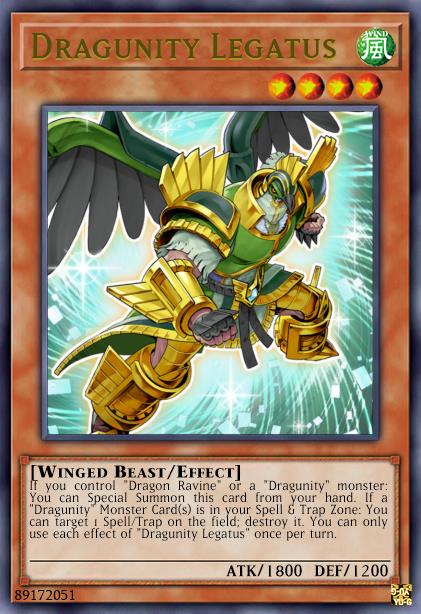 DRAGUNITY LEGATUS
WIND
風
[WINGED BEAST/EFFECT]
If you control "Dragon Ravine" or a "Dragunity" monster:
You can Special Summon this card from your hand. If a
"Dragunity" Monster Card(s) is in your Spell & Trap Zone: You
can target 1 Spell/Trap on the field; destroy it. You can only
use each effect of "Dragunity Legatus" once per turn.
ATK/1800 DEF/1200
89172051